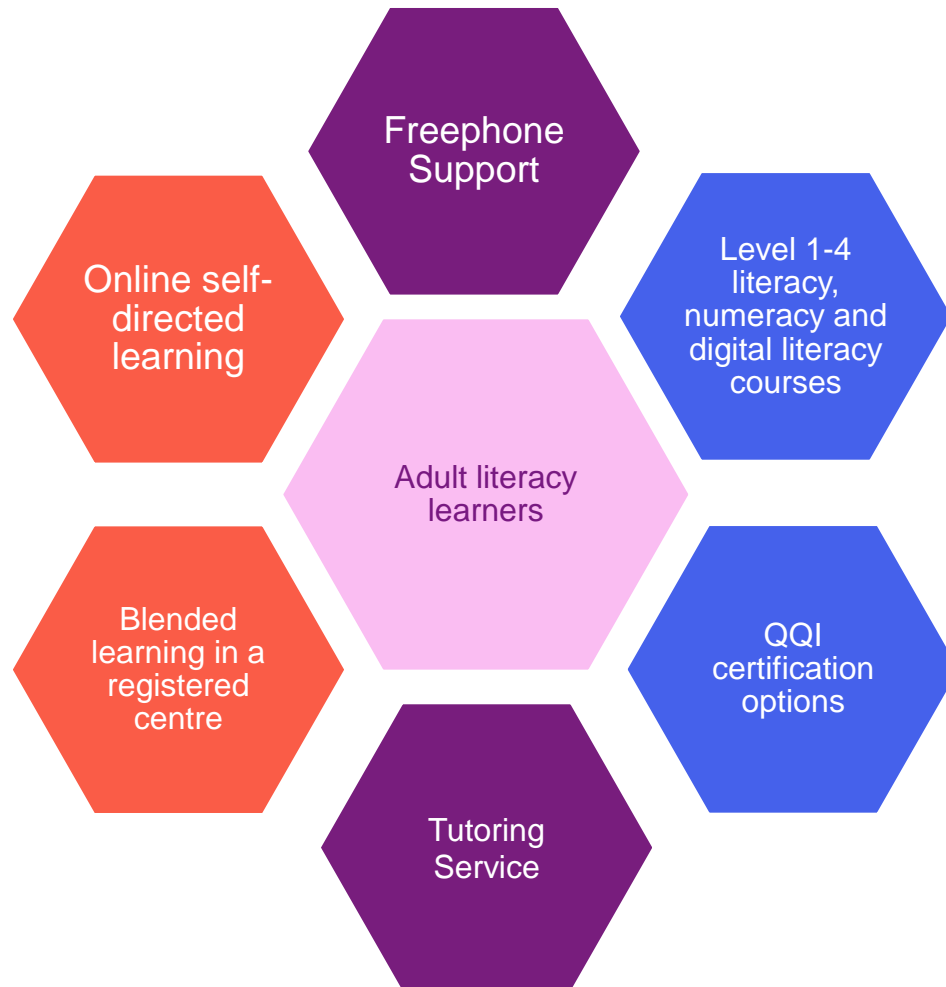 Freephone
Support
Online self-
directed
learning
Level 1-4
literacy,
numeracy and
digital literacy
courses
Adult literacy
learners
Blended
learning in a
registered
centre
QQI
certification
options
Tutoring
Service